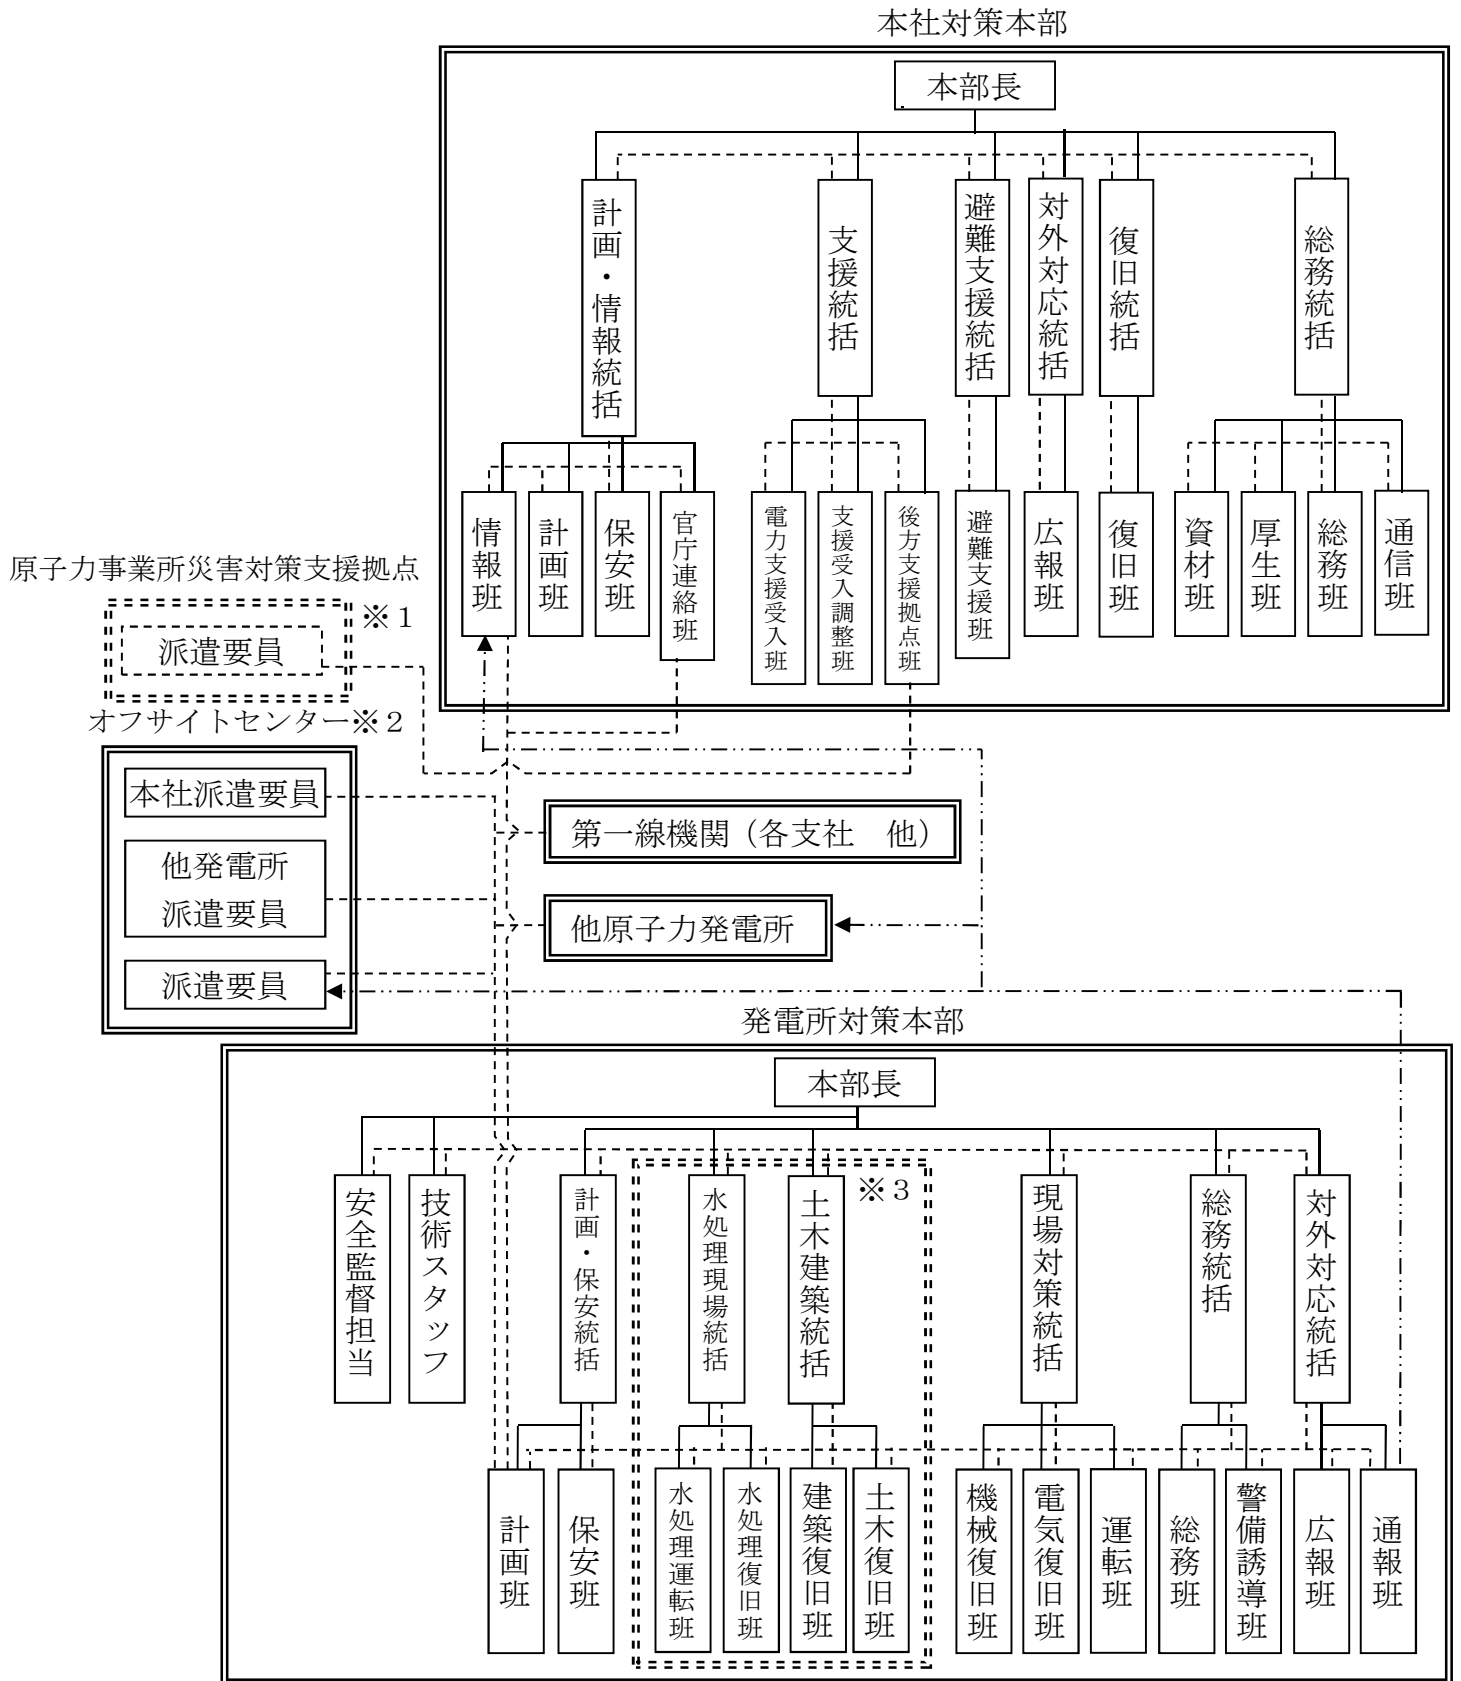 本社対策本部
本部長
計画・情報統括
支援統括
避難支援統括
対外対応統括
復旧統括
総務統括
情報班
計画班
保安班
官庁連絡班
電力支援受入班
支援受入調整班
後方支援拠点班
避難支援班
広報班
復旧班
資材班
厚生班
総務班
通信班
原子力事業所災害対策支援拠点
※1
派遣要員
オフサイトセンター※2
本社派遣要員
他発電所
派遣要員
派遣要員
第一線機関（各支社　他）
他原子力発電所
発電所対策本部
本部長
安全監督担当
技術スタッフ
計画・保安統括
水処理現場統括
土木建築統括
※3
現場対策統括
総務統括
対外対応統括
計画班
保安班
水処理運転班
水処理復旧班
建築復旧班
土木復旧班
機械復旧班
電気復旧班
運転班
総務班
警備誘導班
広報班
通報班